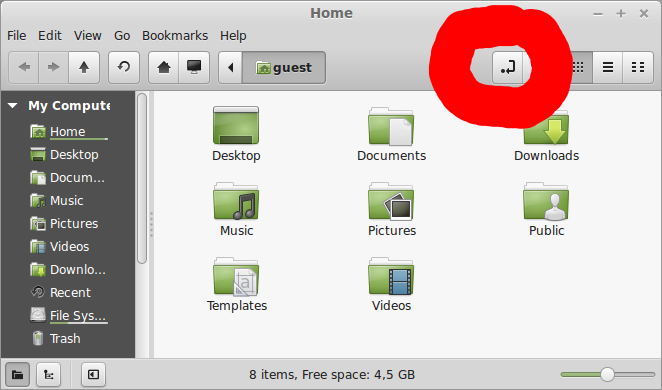 Home
File Edit View Go Bookmarks Help
guest
My Compute
Home
Desktop
Docum...
Music
Pictures
Videos
Downlo...
Recent
File Sys...
Trash
Desktop Documents Downloads
Music Pictures Public
Templates Videos
8 items, Free space: 4,5 GB